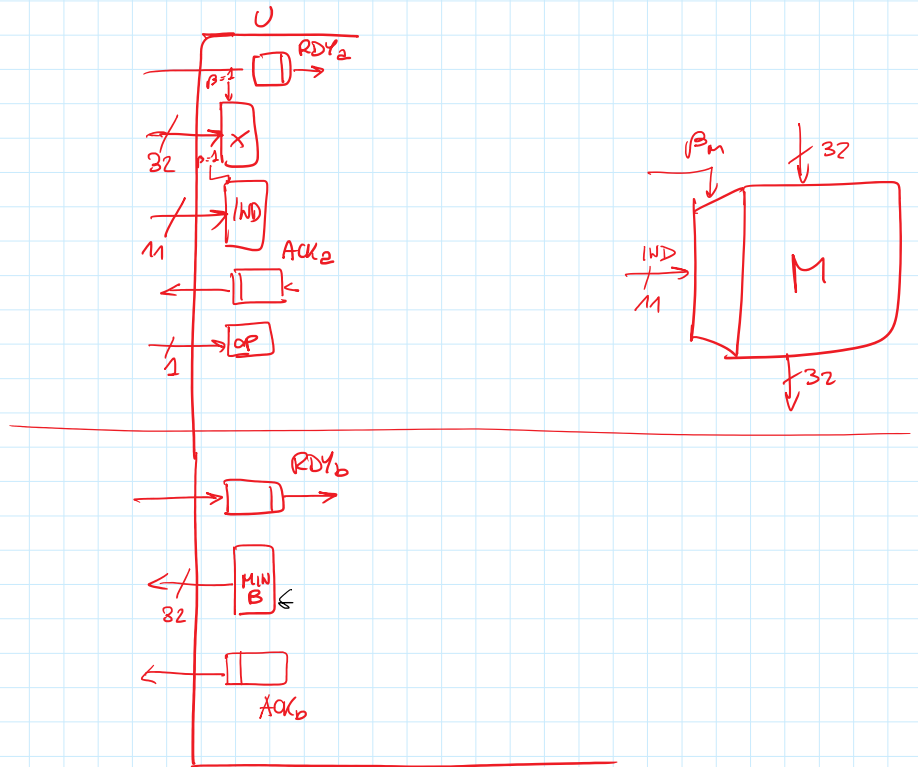 U
RDYa
β=1
X
32
β=1
IND
11
ACKa
OP
1
βM
32
IND
11
M
32
RDYb
MIN
B
32
ACKb